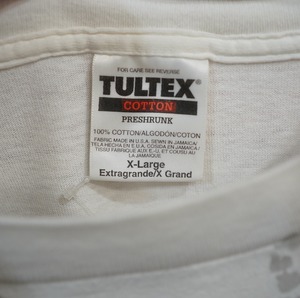 FOR CARE SEE REVERSE
TULTEX®
COTTON
PRESHRUNK
100% COTTON/ALGODON/COTON
FABRIC MADE IN U.S.A. SEWN IN JAMAICA/
TELA HECHA EN E.U.A. COSIDA EN JAMAICA/
TISSU FABRIQUE AUX E.-U. ET COUSU AU
LA JAMAIQUE
X-Large
Extragrande/X Grand